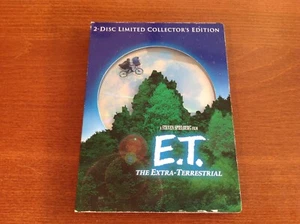 2-Disc Limited Collector's Edition
A Steven Spielberg Film
E.T.
The Extra-Terrestrial